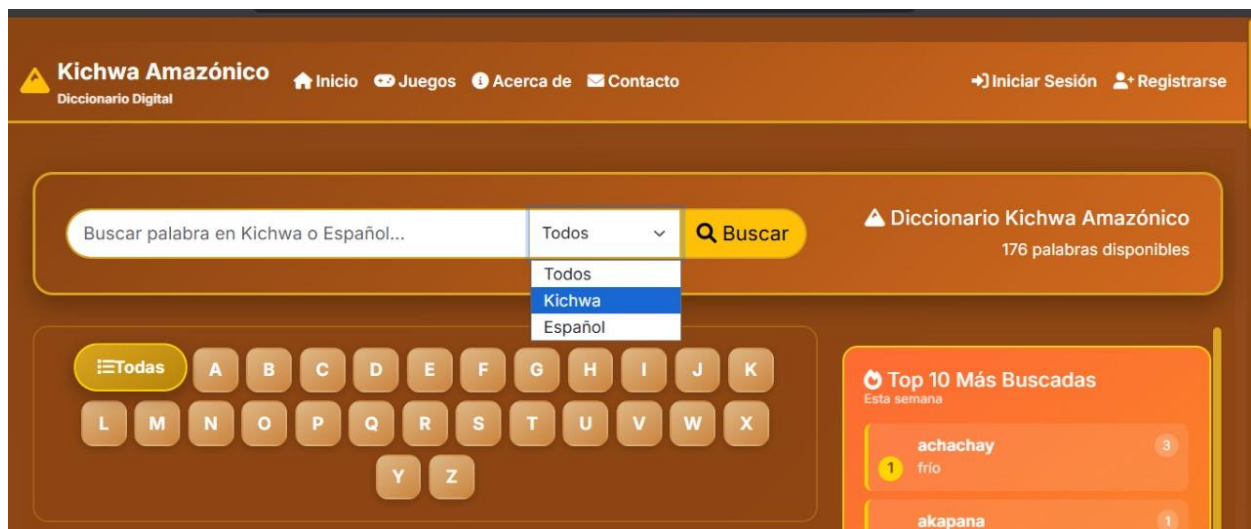 Kichwa Amazónico
Diccionario Digital
Inicio Juegos Acerca de Contacto
Iniciar Sesión Registrarse
Buscar palabra en Kichwa o Español...
Todos
Buscar
Todos
Kichwa
Español
Diccionario Kichwa Amazónico
176 palabras disponibles
Todas A B C D E F G H I J K
L M N O P Q R S T U V W X
Y Z
Top 10 Más Buscadas
Esta semana
1
achachay
3
frío
akapana
1